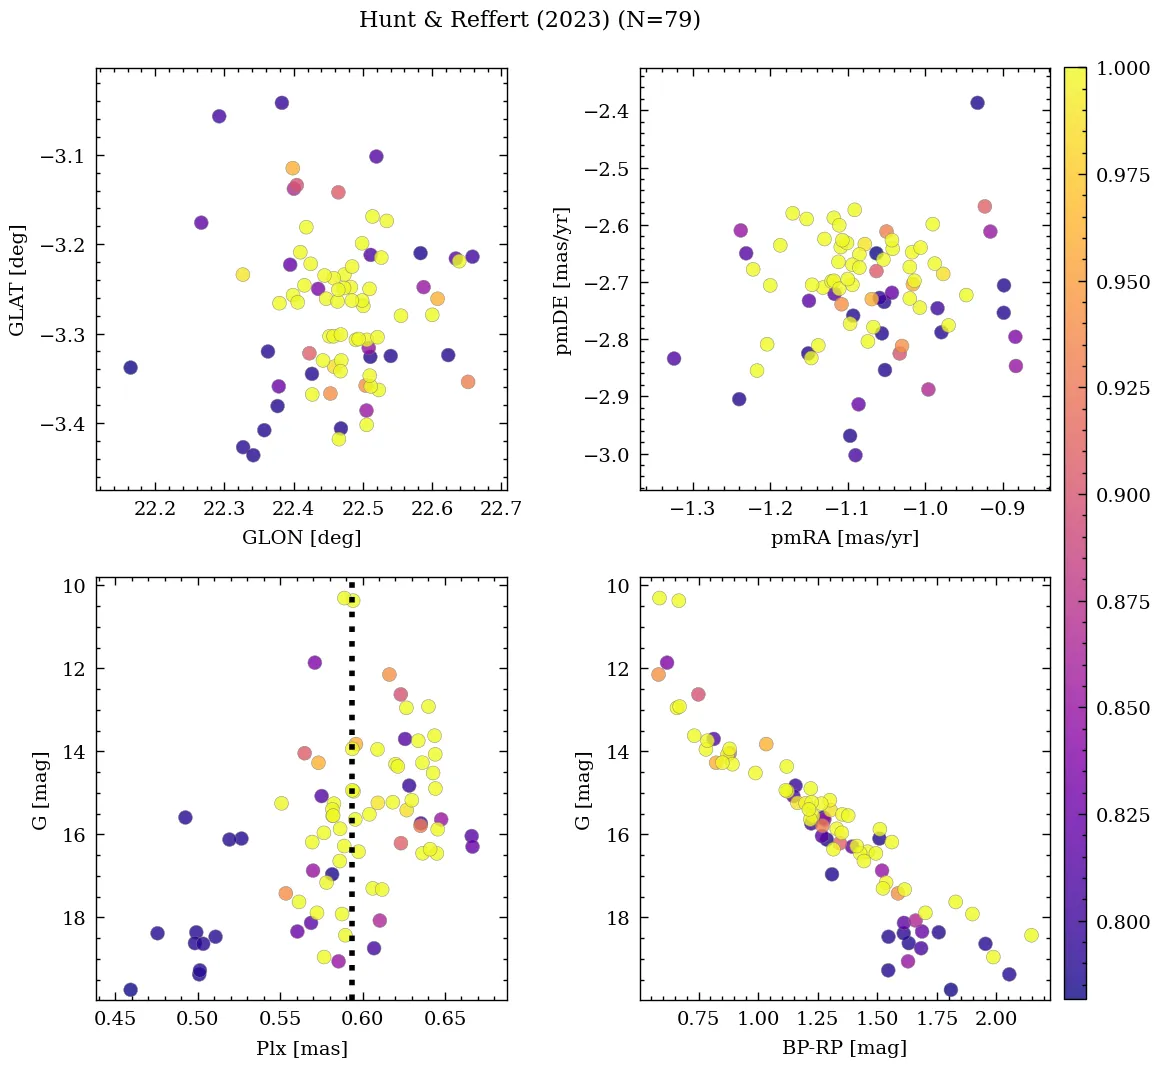 Hunt & Reffert (2023) (N=79)
−3.1
−3.2
−3.3
−3.4
GLAT [deg]
22.2 22.3 22.4 22.5 22.6 22.7
GLON [deg]
−2.4
−2.5
−2.6
−2.7
−2.8
−2.9
−3.0
pmDE [mas/yr]
−1.3 −1.2 −1.1 −1.0 −0.9
pmRA [mas/yr]
10
12
14
16
18
G [mag]
0.45 0.50 0.55 0.60 0.65
Plx [mas]
10
12
14
16
18
G [mag]
0.75 1.00 1.25 1.50 1.75 2.00
BP-RP [mag]
1.000
0.975
0.950
0.925
0.900
0.875
0.850
0.825
0.800